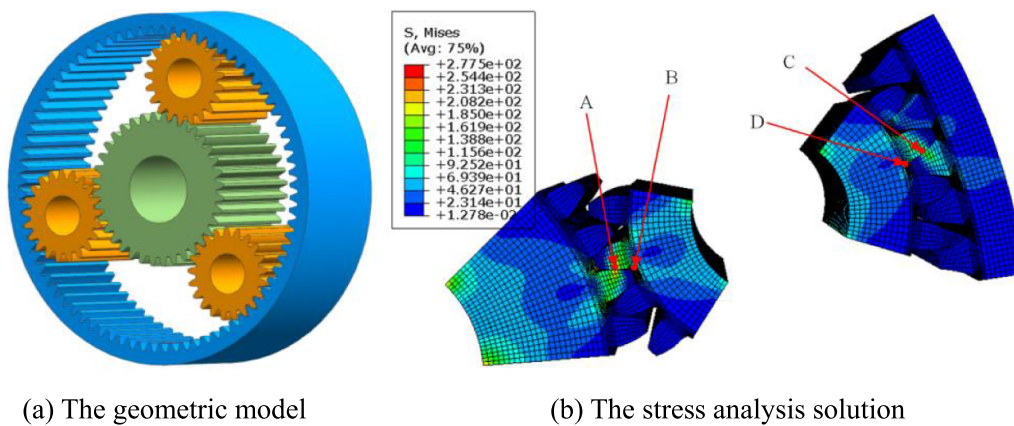 S, Mises
(Avg: 75%)
+2.775e+02
+2.544e+02
+2.313e+02
+2.082e+02
+1.850e+02
+1.619e+02
+1.388e+02
+1.156e+02
+9.252e+01
+6.939e+01
+4.627e+01
+2.314e+01
+1.278e-02
A
B
C
D
(a) The geometric model
(b) The stress analysis solution